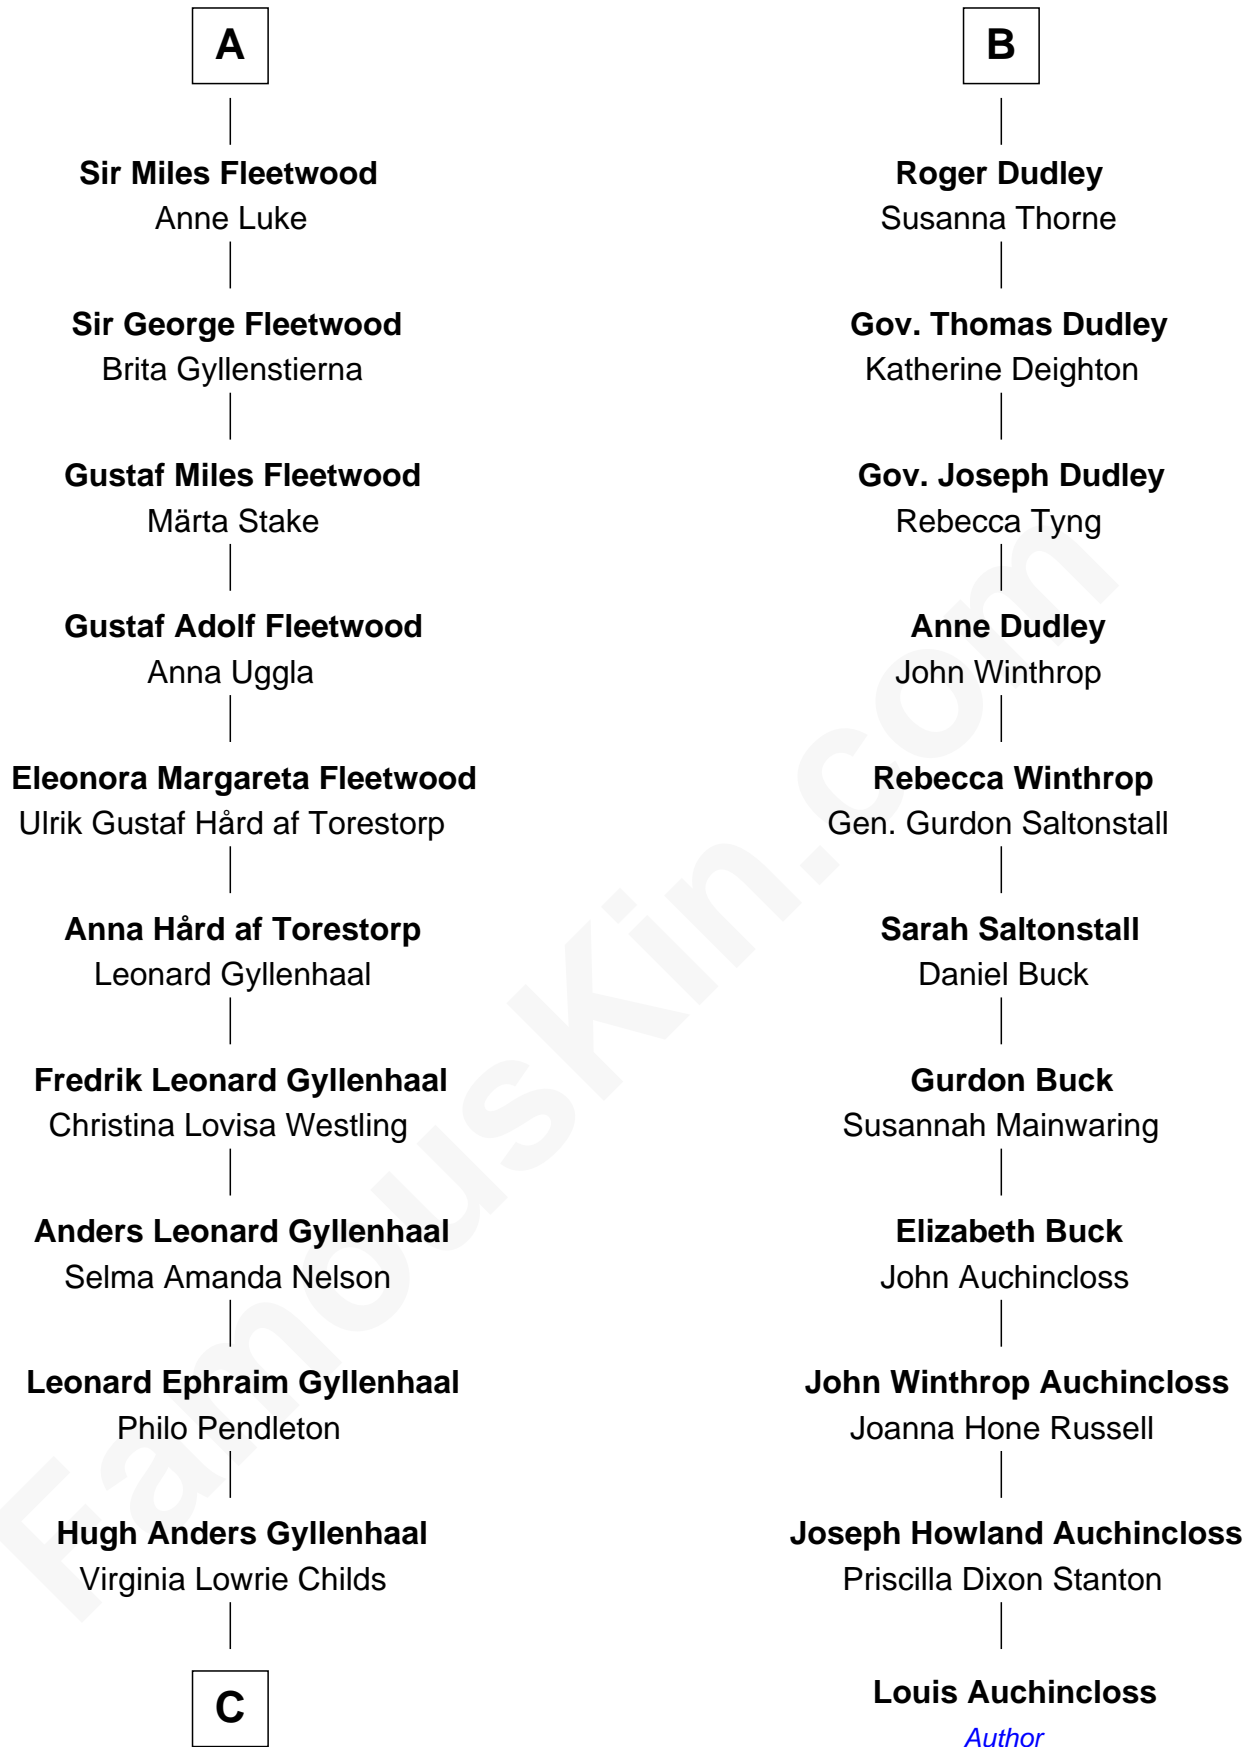 A
Sir Miles Fleetwood
Anne Luke
Sir George Fleetwood
Brita Gyllenstierna
Gustaf Miles Fleetwood
Märta Stake
Gustaf Adolf Fleetwood
Anna Uggla
Eleonora Margareta Fleetwood
Ulrik Gustaf Hård af Torestorp
Anna Hård af Torestorp
Leonard Gyllenhaal
Fredrik Leonard Gyllenhaal
Christina Lovisa Westling
Anders Leonard Gyllenhaal
Selma Amanda Nelson
Leonard Ephraim Gyllenhaal
Philo Pendleton
Hugh Anders Gyllenhaal
Virginia Lowrie Childs
C
B
Roger Dudley
Susanna Thorne
Gov. Thomas Dudley
Katherine Deighton
Gov. Joseph Dudley
Rebecca Tyng
Anne Dudley
John Winthrop
Rebecca Winthrop
Gen. Gurdon Saltonstall
Sarah Saltonstall
Daniel Buck
Gurdon Buck
Susannah Mainwaring
Elizabeth Buck
John Auchincloss
John Winthrop Auchincloss
Joanna Hone Russell
Joseph Howland Auchincloss
Priscilla Dixon Stanton
Louis Auchincloss
Author
FamousKin.com